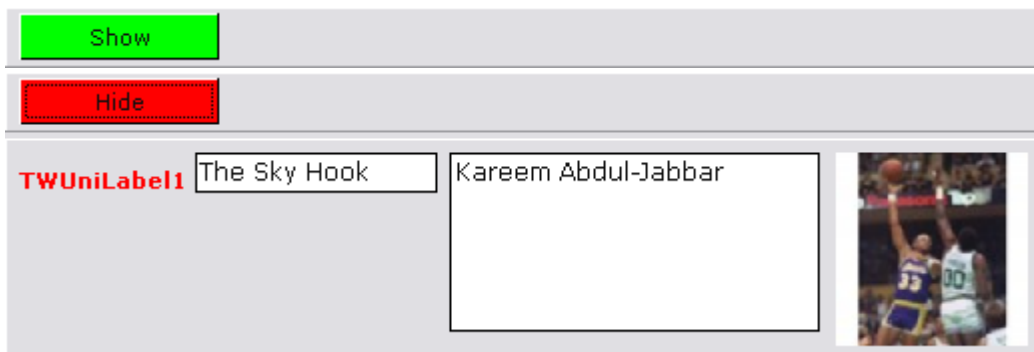 Show
Hide
TWUniLabel1
The Sky Hook
Kareem Abdul-Jabbar
33
00